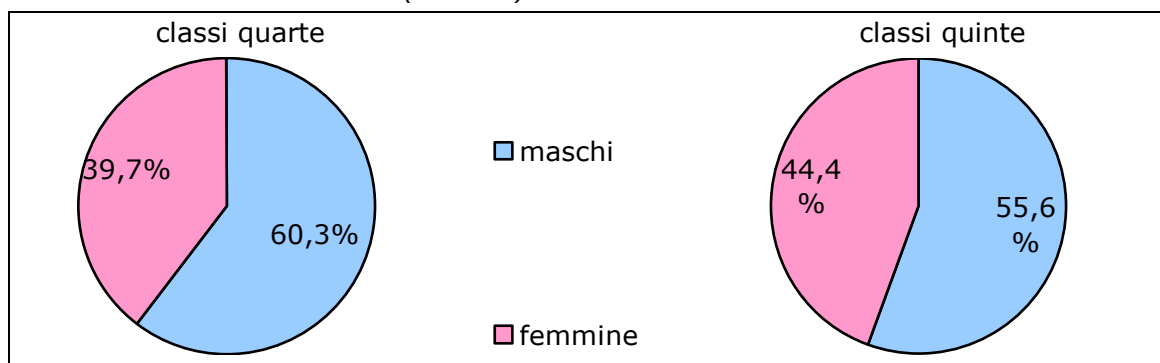 classi quarte
39,7%
60,3%
maschi
femmine
classi quinte
44,4
%
55,6
%